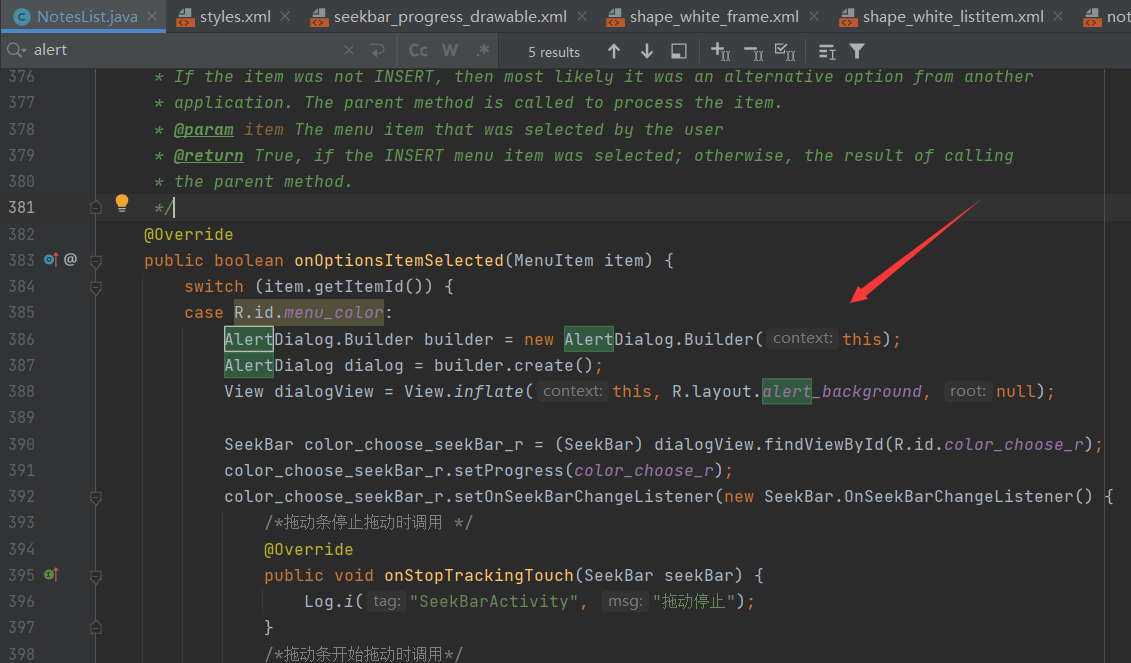 NotesList.java styles.xml seekbar_progress_drawable.xml shape_white_frame.xml shape_white_listitem.xml not
alert Cc W .* 5 results
376 * If the item was not INSERT, then most likely it was an alternative option from another
377 * application. The parent method is called to process the item.
378 * @param item The menu item that was selected by the user
379 * @return True, if the INSERT menu item was selected; otherwise, the result of calling
380 * the parent method.
381 */
382 @Override
383 @ public boolean onOptionsItemSelected(MenuItem item) {
384 switch (item.getItemId()) {
385 case R.id.menu_color:
386 AlertDialog.Builder builder = new AlertDialog.Builder( context: this);
387 AlertDialog dialog = builder.create();
388 View dialogView = View.inflate( context: this, R.layout.alert_background, root: null);
389
390 SeekBar color_choose_seekBar_r = (SeekBar) dialogView.findViewById(R.id.color_choose_r);
391 color_choose_seekBar_r.setProgress(color_choose_r);
392 color_choose_seekBar_r.setOnSeekBarChangeListener(new SeekBar.OnSeekBarChangeListener() {
393 /*拖动条停止拖动时调用 */
394 @Override
395 public void onStopTrackingTouch(SeekBar seekBar) {
396 Log.i( tag: "SeekBarActivity", msg: "拖动停止");
397 }
398 /*拖动条开始拖动时调用*/